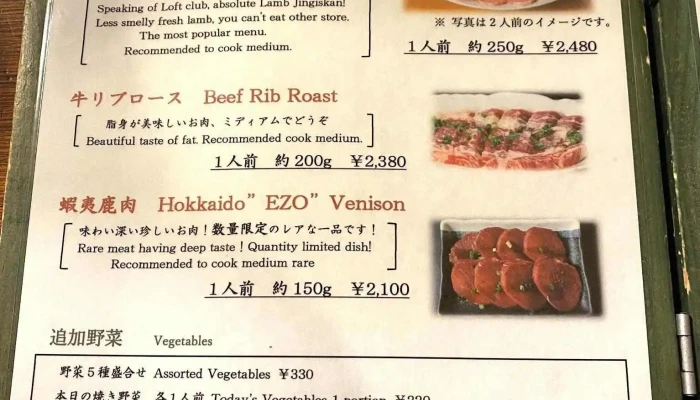 Speaking of Loft club, absolute Lamb Jingiskan!
Less smelly fresh lamb, you can't eat other store.
The most popular menu.
Recommended to cook medium.
※ 写真は２人前のイメージです。
１人前 約250g ￥2,480
牛リブロース Beef Rib Roast
脂身が美味しいお肉、ミディアムでどうぞ
Beautiful taste of fat. Recommended cook medium.
１人前 約200g ￥2,380
蝦夷鹿肉 Hokkaido” EZO” Venison
味わい深い珍しいお肉！数量限定のレアな一品です！
Rare meat having deep taste ! Quantity limited dish!
Recommended to cook medium rare
１人前 約150g ￥2,100
追加野菜 Vegetables
野菜５種盛合せ Assorted Vegetables ￥330
本日の焼き野菜 各１人前 Today's Vegetables 1 portion ￥220